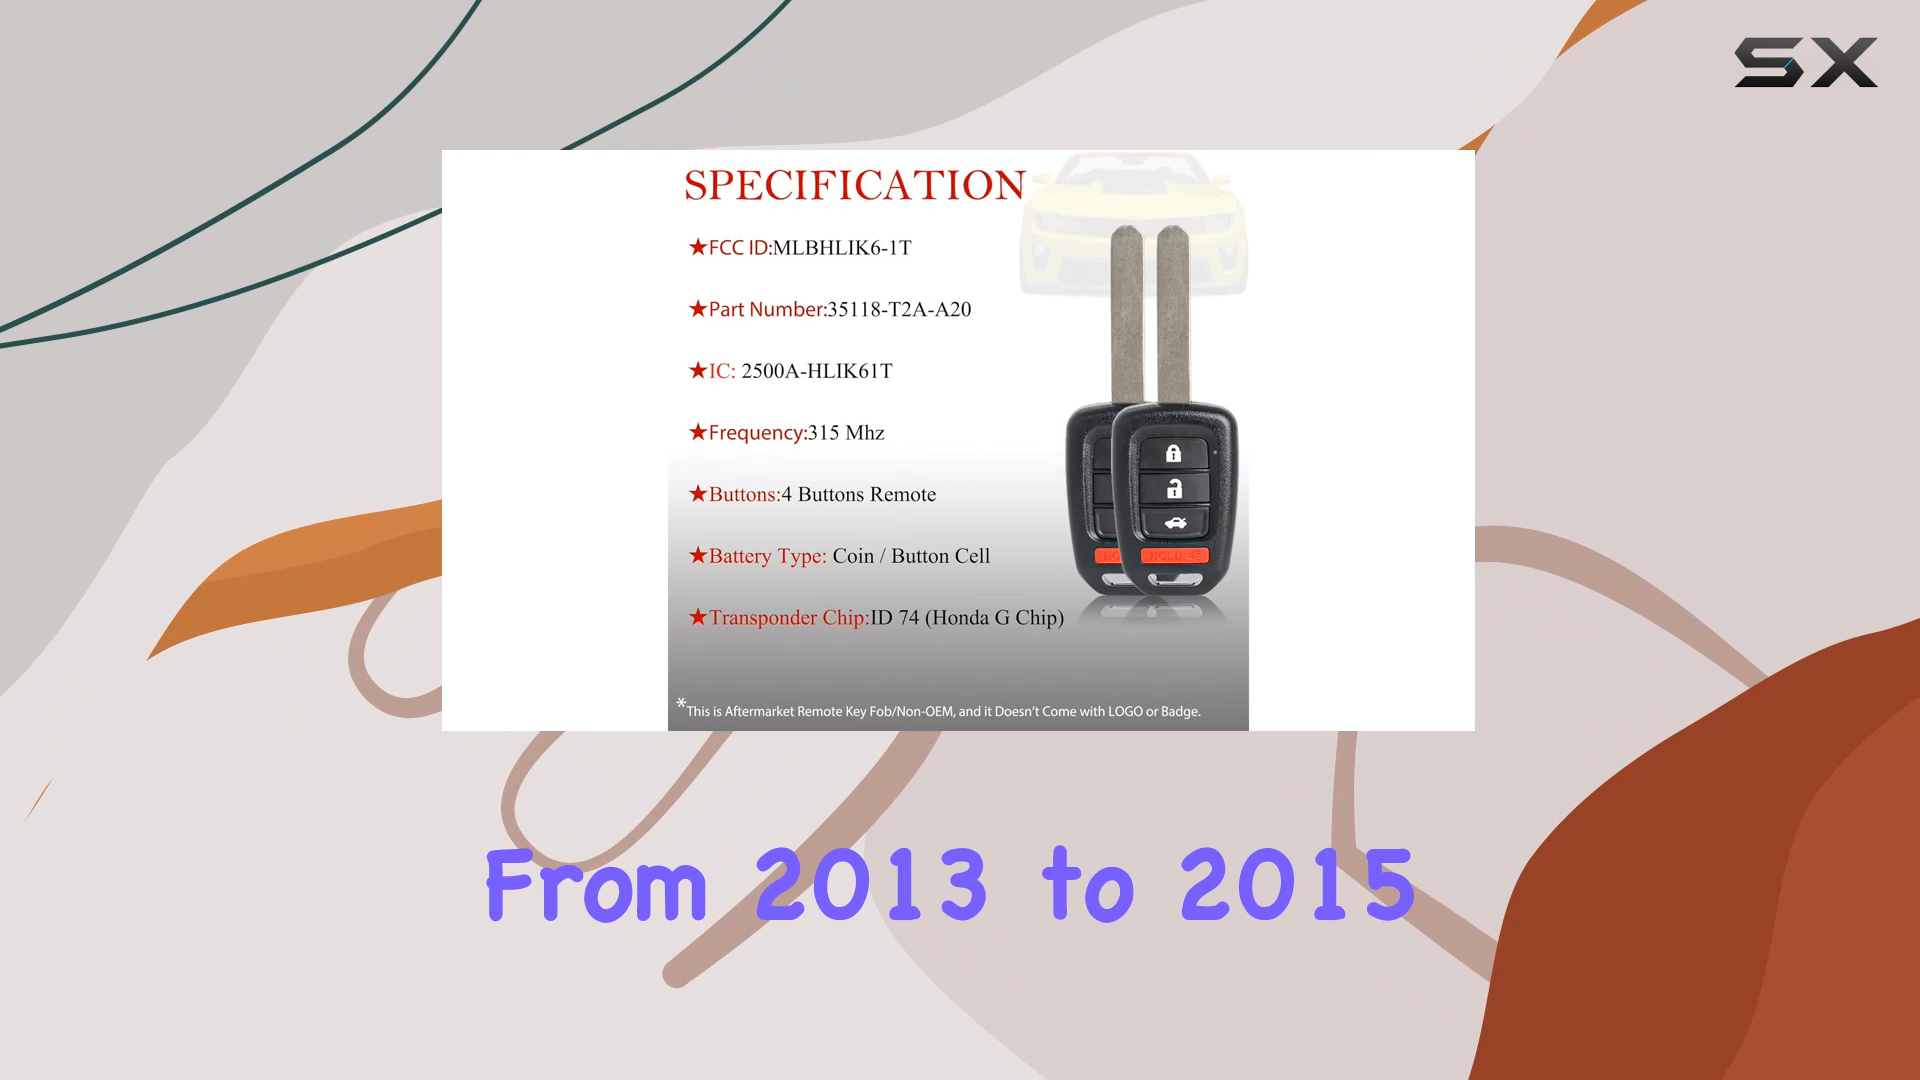 SX
SPECIFICATION
★FCC ID:MLBHLIK6-1T
★Part Number:35118-T2A-A20
★IC: 2500A-HLIK61T
★Frequency:315 Mhz
★Buttons:4 Buttons Remote
★Battery Type: Coin / Button Cell
HO
HOLD
★Transponder Chip:ID 74 (Honda G Chip)
*This is Aftermarket Remote Key Fob/Non-OEM, and it Doesn't Come with LOGO or Badge.
From 2013 to 2015